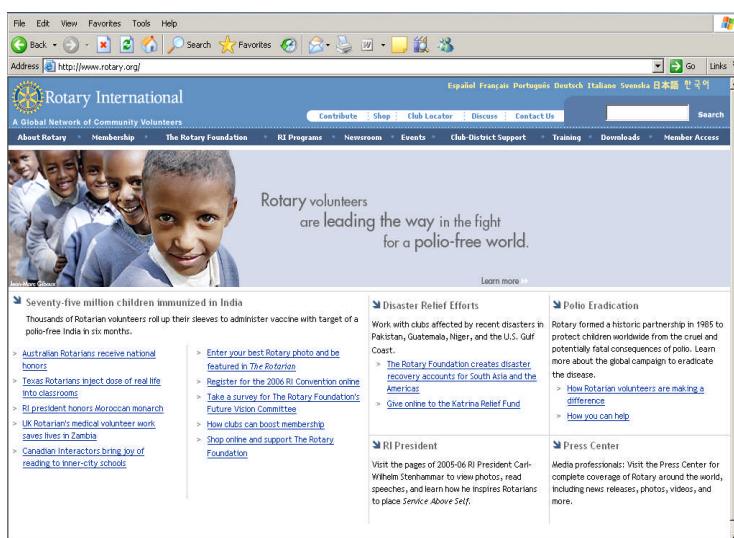 File Edit View Favorites Tools Help
Back Search Favorites
Address http://www.rotary.org/ Go Links
Español Français Português Deutsch Italiano Svenska 日本語 한국어
Rotary International
A Global Network of Community Volunteers
Contribute Shop Club Locator Discuss Contact Us Search
About Rotary Membership The Rotary Foundation RI Programs Newsroom Events Club-District Support Training Downloads Member Access
Rotary volunteers
are leading the way in the fight
for a polio-free world.
Learn more
Jean-Marc Giboux
Seventy-five million children immunized in India
Thousands of Rotarian volunteers roll up their sleeves to administer vaccine with target of a
polio-free India in six months.
> Australian Rotarians receive national
honors
> Texas Rotarians inject dose of real life
into classrooms
> RI president honors Moroccan monarch
> UK Rotarian's medical volunteer work
saves lives in Zambia
> Canadian Interactors bring joy of
reading to inner-city schools
> Enter your best Rotary photo and be
featured in The Rotarian
> Register for the 2006 RI Convention online
> Take a survey for The Rotary Foundation's
Future Vision Committee
> How clubs can boost membership
> Shop online and support The Rotary
Foundation
Disaster Relief Efforts
Work with clubs affected by recent disasters in
Pakistan, Guatemala, Niger, and the U.S. Gulf
Coast.
> The Rotary Foundation creates disaster
recovery accounts for South Asia and the
Americas
> Give online to the Katrina Relief Fund
Polio Eradication
Rotary formed a historic partnership in 1985 to
protect children worldwide from the cruel and
potentially fatal consequences of polio. Learn
more about the global campaign to eradicate
the disease.
> How Rotarian volunteers are making a
difference
> How you can help
RI President
Visit the pages of 2005-06 RI President Carl-
Wilhelm Stenhammar to view photos, read
speeches, and learn how he inspires Rotarians
to place Service Above Self.
Press Center
Media professionals: Visit the Press Center for
complete coverage of Rotary around the world,
including news releases, photos, videos, and
more.